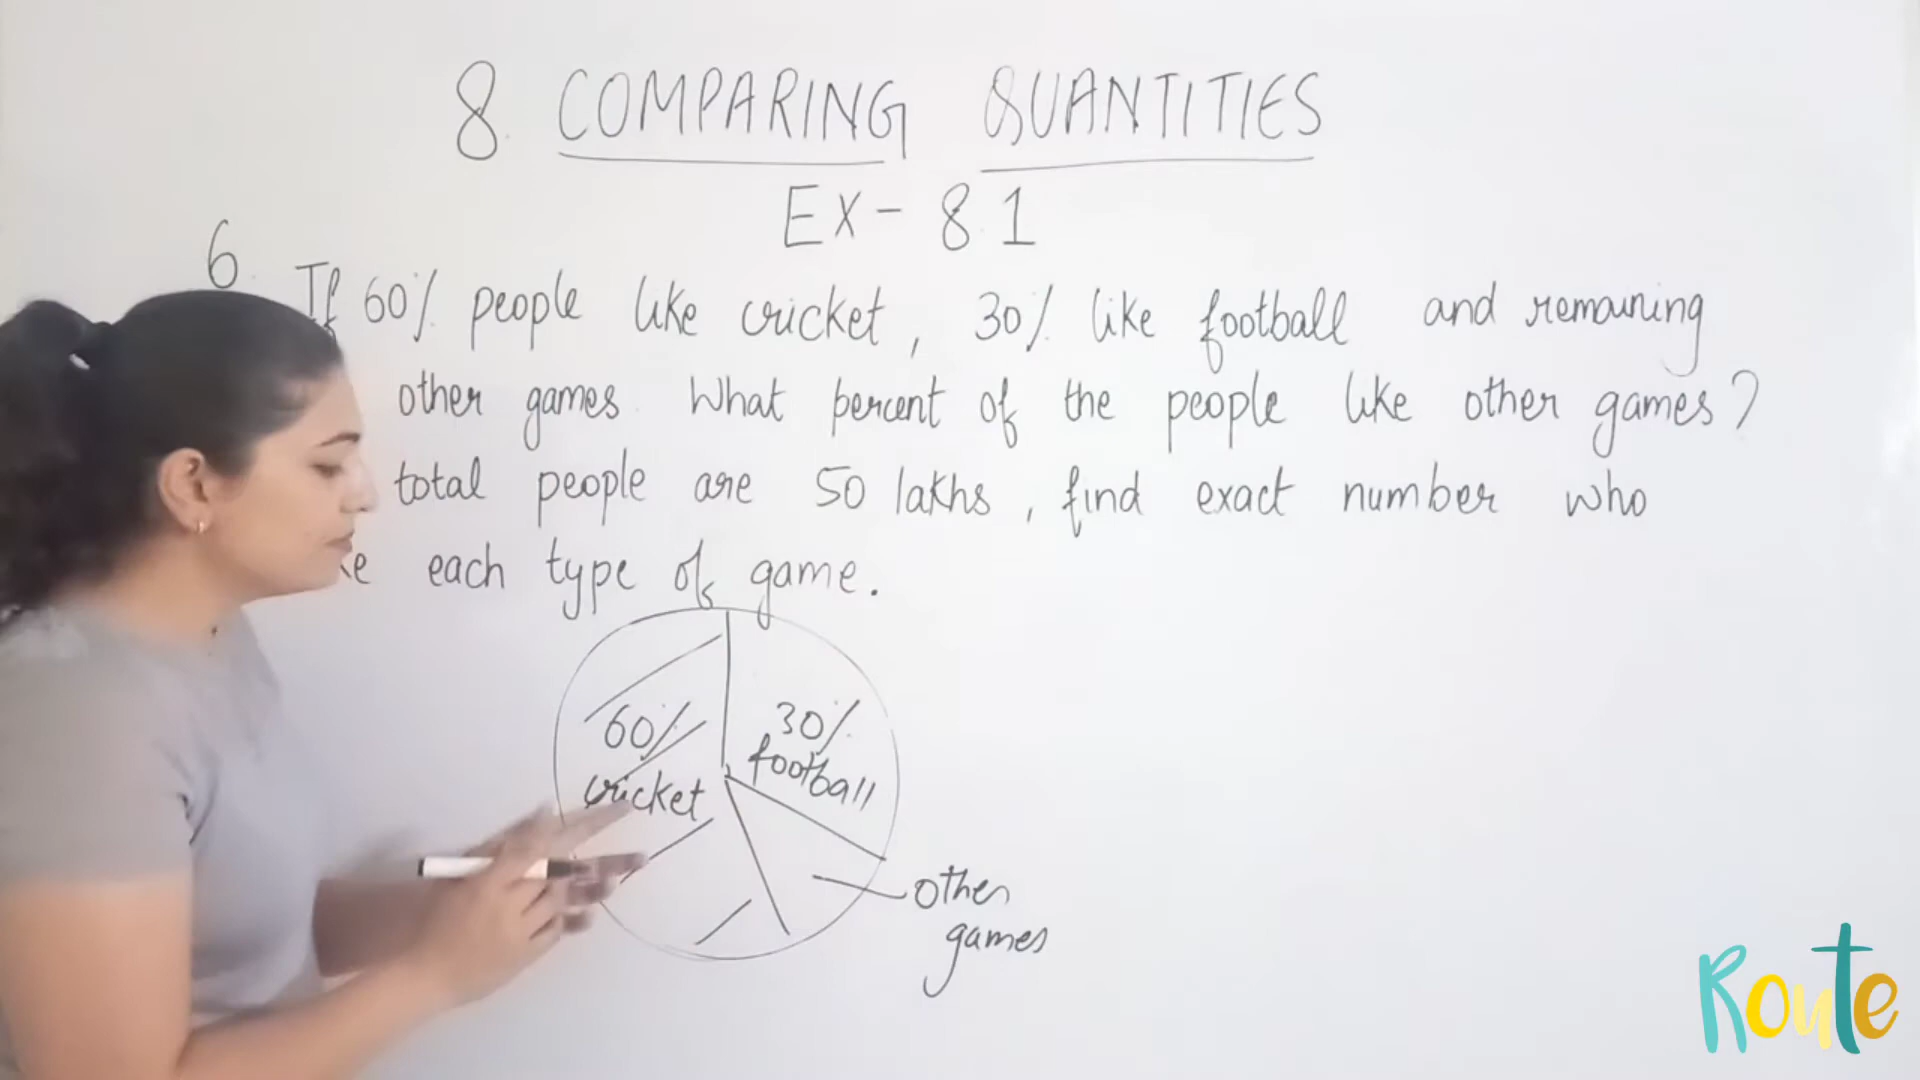 8. COMPARING QUANTITIES
Ex- 8.1
6.
If 60% people like cricket, 30% like football and remaining
other games. What percent of the people like other games?
total people are 50 lakhs, find exact number who
each type of game.
60%
cricket
30%
football
other
games
Route